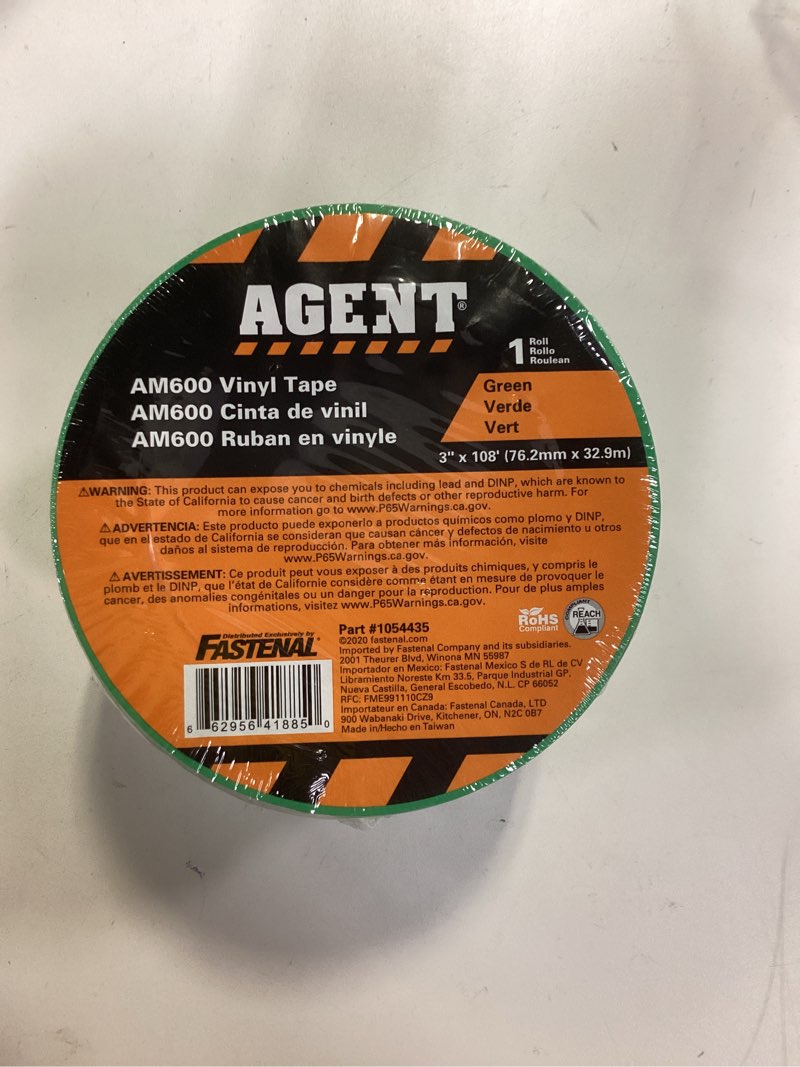 AGENT®
1 Roll
Rollo
Roulean
AM600 Vinyl Tape
AM600 Cinta de vinil
AM600 Ruban en vinyle
Green
Verde
Vert
3" x 108' (76.2mm x 32.9m)
⚠WARNING: This product can expose you to chemicals including lead and DINP, which are known to
the State of California to cause cancer and birth defects or other reproductive harm. For
more information go to www.P65Warnings.ca.gov.
⚠ADVERTENCIA: Este producto puede exponerlo a productos químicos como plomo y DINP,
que en el estado de California se consideran que causan cáncer y defectos de nacimiento u otros
daños al sistema de reproducción. Para obtener más información, visite
www.P65Warnings.ca.gov.
⚠AVERTISSEMENT: Ce produit peut vous exposer à des produits chimiques, y compris le
plomb et le DINP, que l'état de Californie considère comme étant en mesure de provoquer le
cancer, des anomalies congénitales ou un danger pour la reproduction. Pour de plus amples
informations, visitez www.P65Warnings.ca.gov.
Distributed Exclusively by
FASTENAL®
6 62956 41885 0
Part #1054435
©2020 fastenal.com
Imported by Fastenal Company and its subsidiaries.
2001 Theurer Blvd, Winona MN 55987
Importador en Mexico: Fastenal Mexico S de RL de CV
Libramiento Noreste Km 33.5, Parque Industrial GP,
Nueva Castilla, General Escobedo, N.L. CP 66052
RFC: FME991110CZ9
Importateur en Canada: Fastenal Canada, LTD
900 Wabanaki Drive, Kitchener, ON, N2C 0B7
Made in/Hecho en Taiwan
RoHS
Compliant
COMPLIANT
REACH